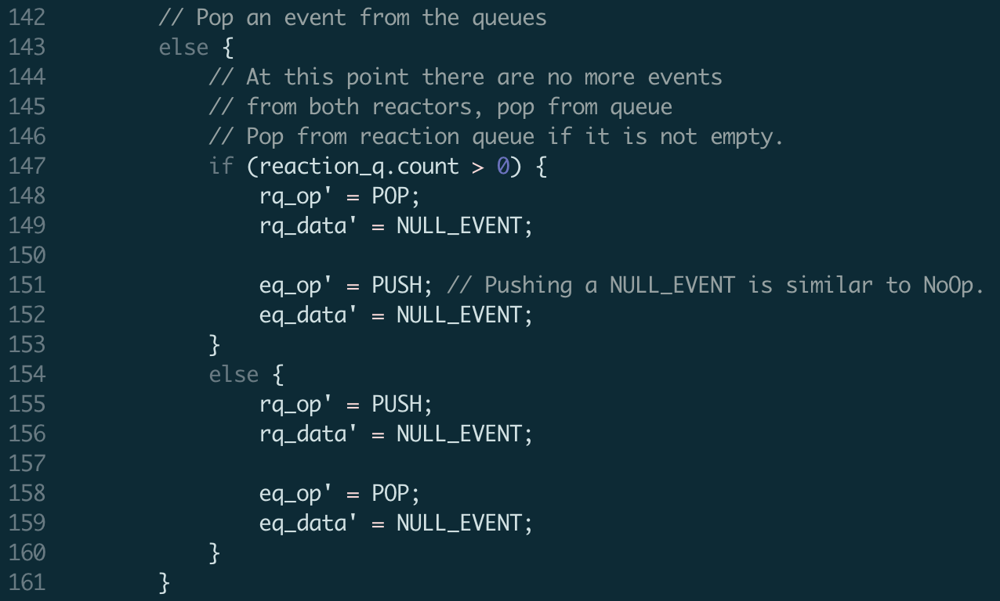 142 // Pop an event from the queues
143 else {
144 // At this point there are no more events
145 // from both reactors, pop from queue
146 // Pop from reaction queue if it is not empty.
147 if (reaction_q.count > 0) {
148 rq_op' = POP;
149 rq_data' = NULL_EVENT;
150
151 eq_op' = PUSH; // Pushing a NULL_EVENT is similar to NoOp.
152 eq_data' = NULL_EVENT;
153 }
154 else {
155 rq_op' = PUSH;
156 rq_data' = NULL_EVENT;
157
158 eq_op' = POP;
159 eq_data' = NULL_EVENT;
160 }
161 }